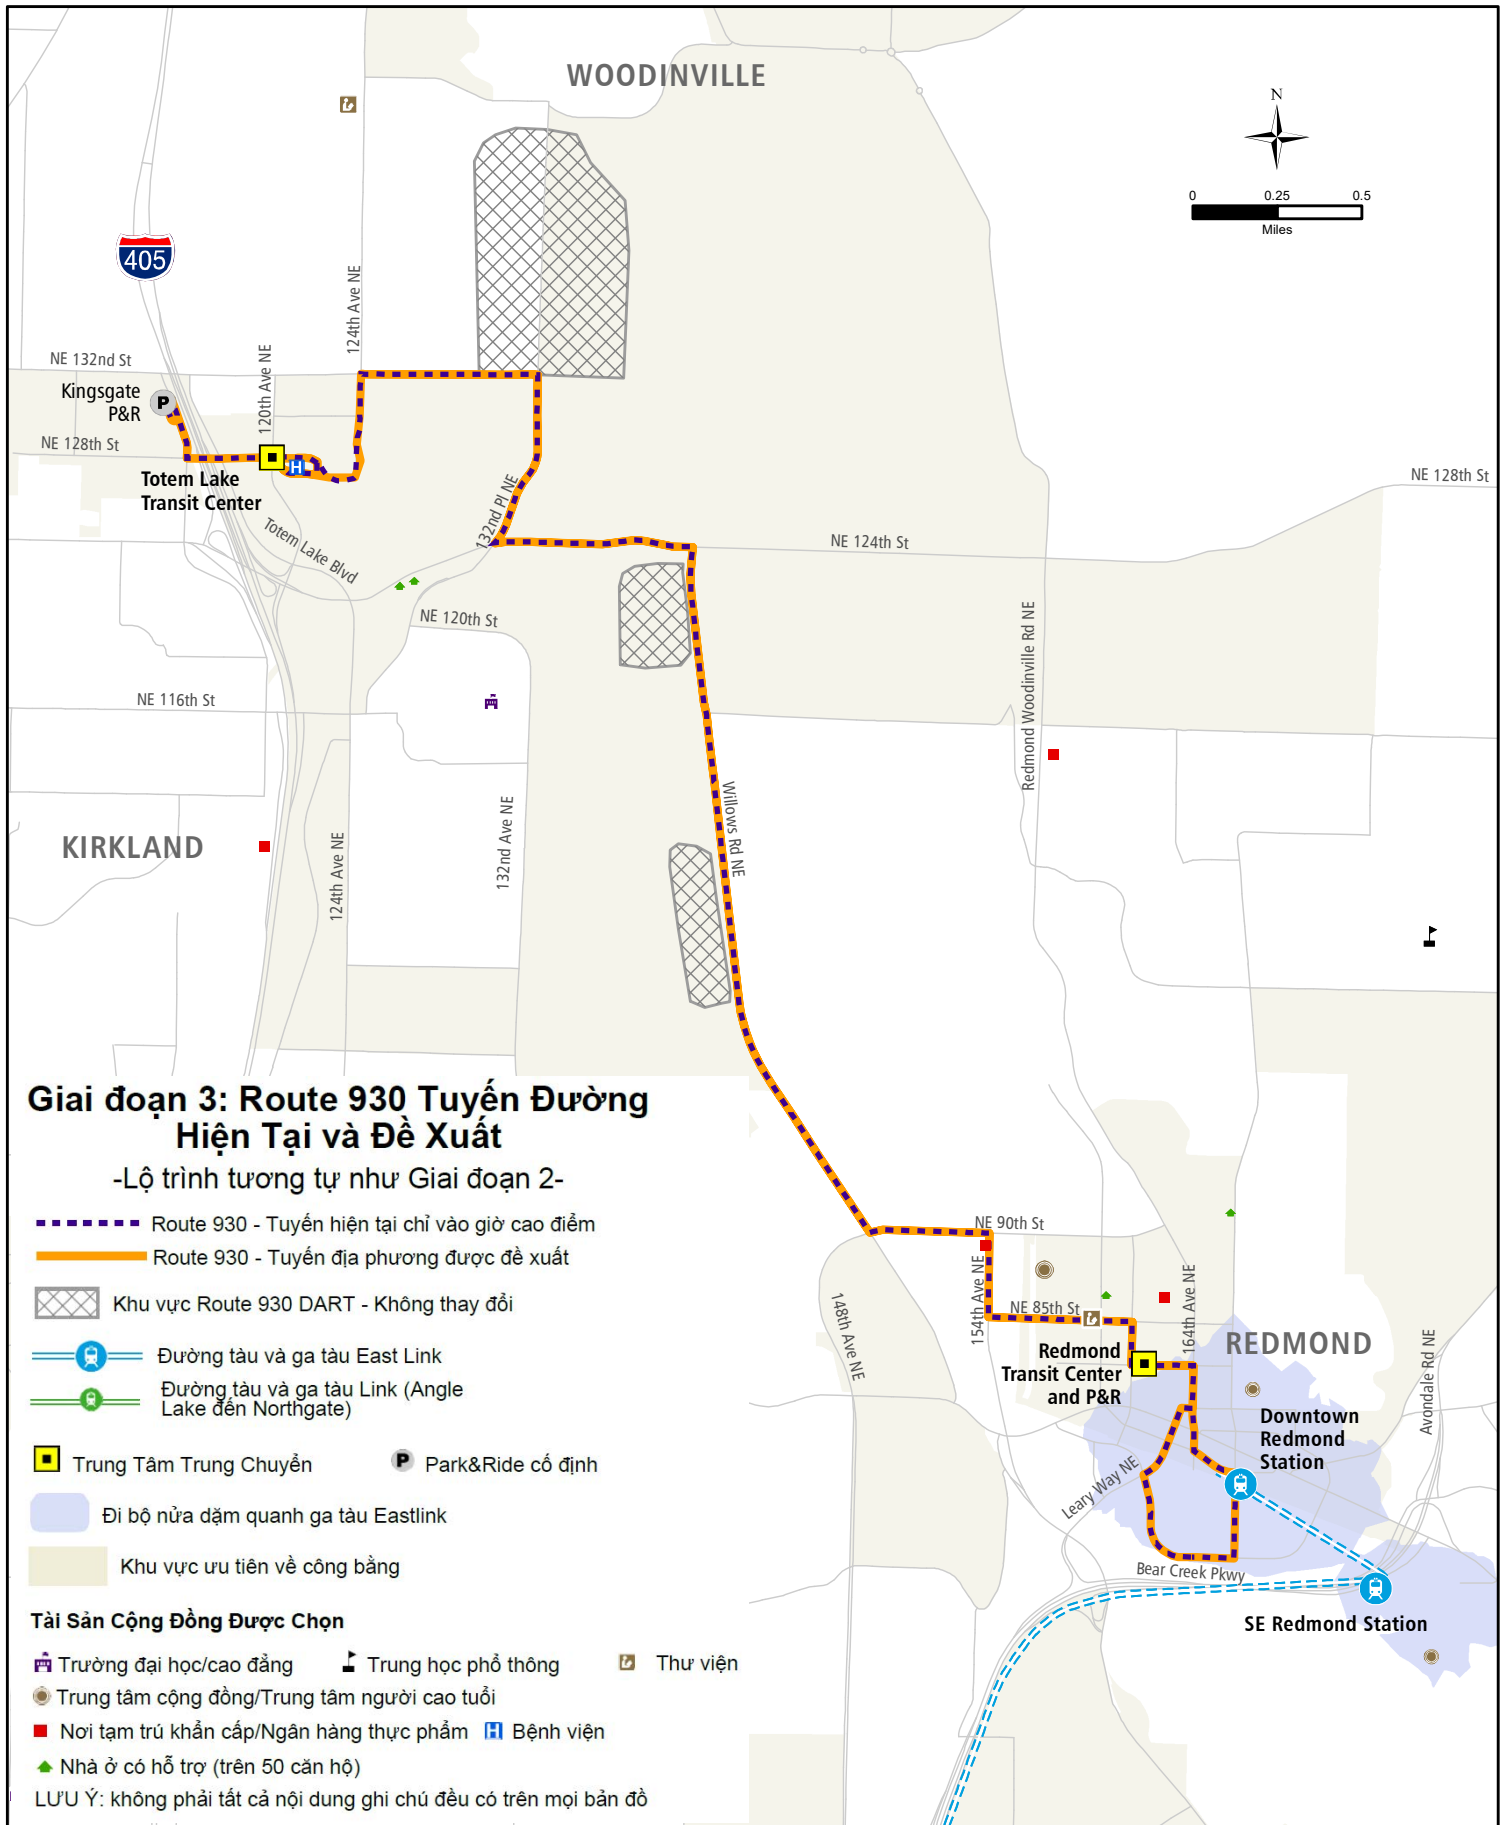 WOODINVILLE
N
0 0.25 0.5
Miles
405
124th Ave NE
NE 132nd St
120th Ave NE
Kingsgate
P&R
P
NE 128th St
H
Totem Lake
Transit Center
132nd Pl NE
NE 128th St
Totem Lake Blvd
NE 124th St
NE 120th St
Redmond Woodinville Rd NE
NE 116th St
Willows Rd NE
KIRKLAND
124th Ave NE
132nd Ave NE
Giai đoạn 3: Route 930 Tuyến Đường
Hiện Tại và Đề Xuất
-Lộ trình tương tự như Giai đoạn 2-
Route 930 - Tuyến hiện tại chỉ vào giờ cao điểm
Route 930 - Tuyến địa phương được đề xuất
Khu vực Route 930 DART - Không thay đổi
Đường tàu và ga tàu East Link
Đường tàu và ga tàu Link (Angle
Lake đến Northgate)
Trung Tâm Trung Chuyển
P Park&Ride cố định
Đi bộ nửa dặm quanh ga tàu Eastlink
Khu vực ưu tiên về công bằng
Tài Sản Cộng Đồng Được Chọn
Trường đại học/cao đẳng Trung học phổ thông Thư viện
Trung tâm cộng đồng/Trung tâm người cao tuổi
Nơi tạm trú khẩn cấp/Ngân hàng thực phẩm H Bệnh viện
Nhà ở có hỗ trợ (trên 50 căn hộ)
LƯU Ý: không phải tất cả nội dung ghi chú đều có trên mọi bản đồ
NE 90th St
154th Ave NE
NE 85th St
164th Ave NE
148th Ave NE
REDMOND
Redmond
Transit Center
and P&R
Avondale Rd NE
Downtown
Redmond
Station
Leary Way NE
Bear Creek Pkwy
SE Redmond Station